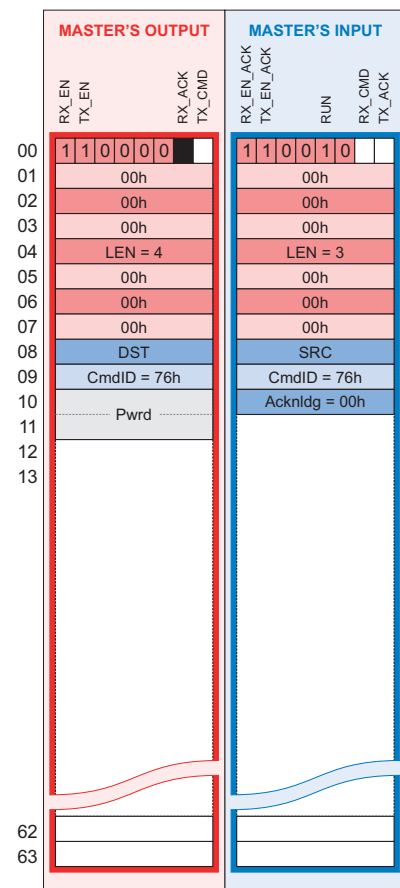 MASTER'S OUTPUT MASTER'S INPUT
RX_EN TX_EN RX_ACK TX_CMD RX_EN_ACK TX_EN_ACK RUN RX_CMD TX_ACK
00 1 1 0 0 0 0 1 1 0 0 1 0
01 00h 00h
02 00h 00h
03 00h 00h
04 LEN = 4 LEN = 3
05 00h 00h
06 00h 00h
07 00h 00h
08 DST SRC
09 CmdID = 76h CmdID = 76h
10 Acknldg = 00h
Pwrd
11
12
13
62
63